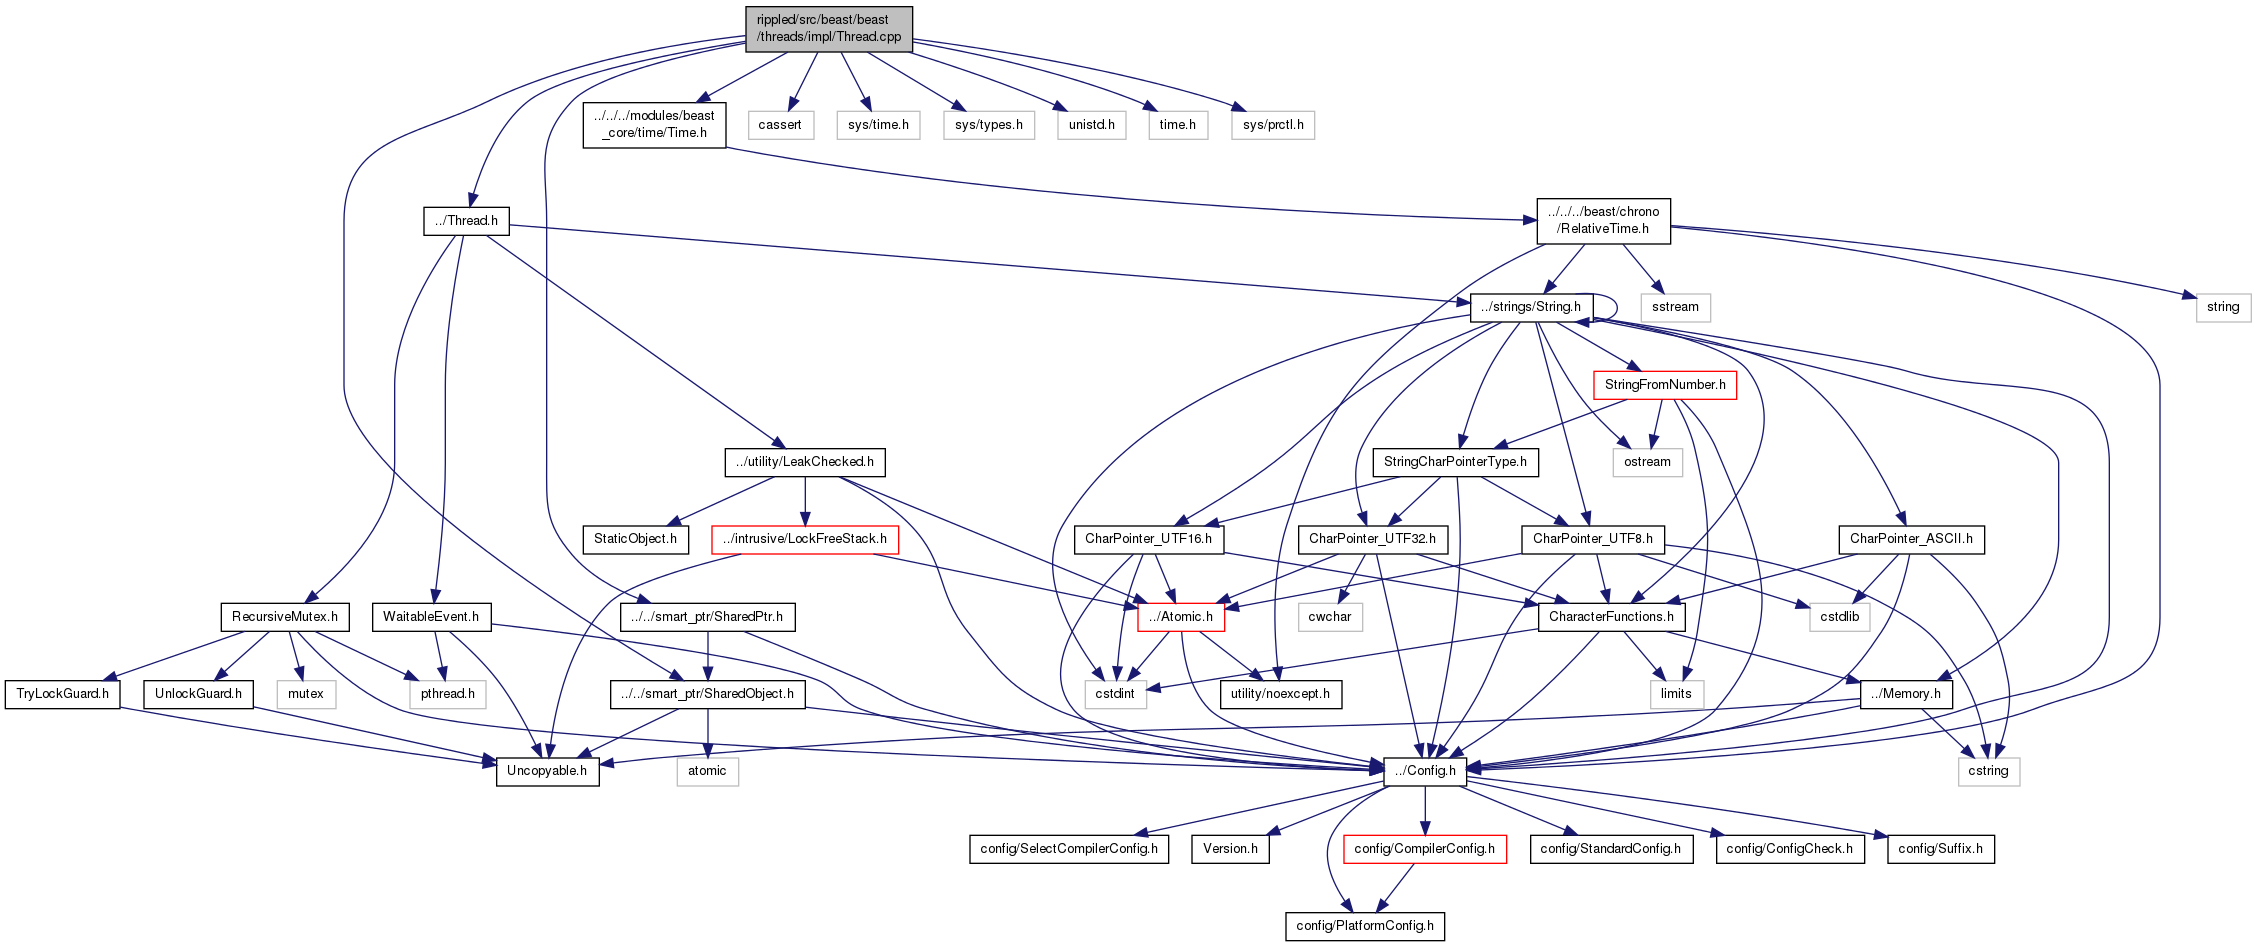 rippled/src/beast/beast
/threads/impl/Thread.cpp
../../../modules/beast
_core/time/Time.h
cassert
sys/time.h
sys/types.h
unistd.h
time.h
sys/prctl.h
../Thread.h
../../../beast/chrono
/RelativeTime.h
../strings/String.h
sstream
string
StringFromNumber.h
../utility/LeakChecked.h
StringCharPointerType.h
ostream
StaticObject.h
../intrusive/LockFreeStack.h
CharPointer_UTF16.h
CharPointer_UTF32.h
CharPointer_UTF8.h
CharPointer_ASCII.h
RecursiveMutex.h
WaitableEvent.h
../../smart_ptr/SharedPtr.h
../Atomic.h
cwchar
CharacterFunctions.h
cstdlib
TryLockGuard.h
UnlockGuard.h
mutex
pthread.h
../../smart_ptr/SharedObject.h
cstdint
utility/noexcept.h
limits
../Memory.h
Uncopyable.h
atomic
../Config.h
cstring
config/SelectCompilerConfig.h
Version.h
config/CompilerConfig.h
config/StandardConfig.h
config/ConfigCheck.h
config/Suffix.h
config/PlatformConfig.h